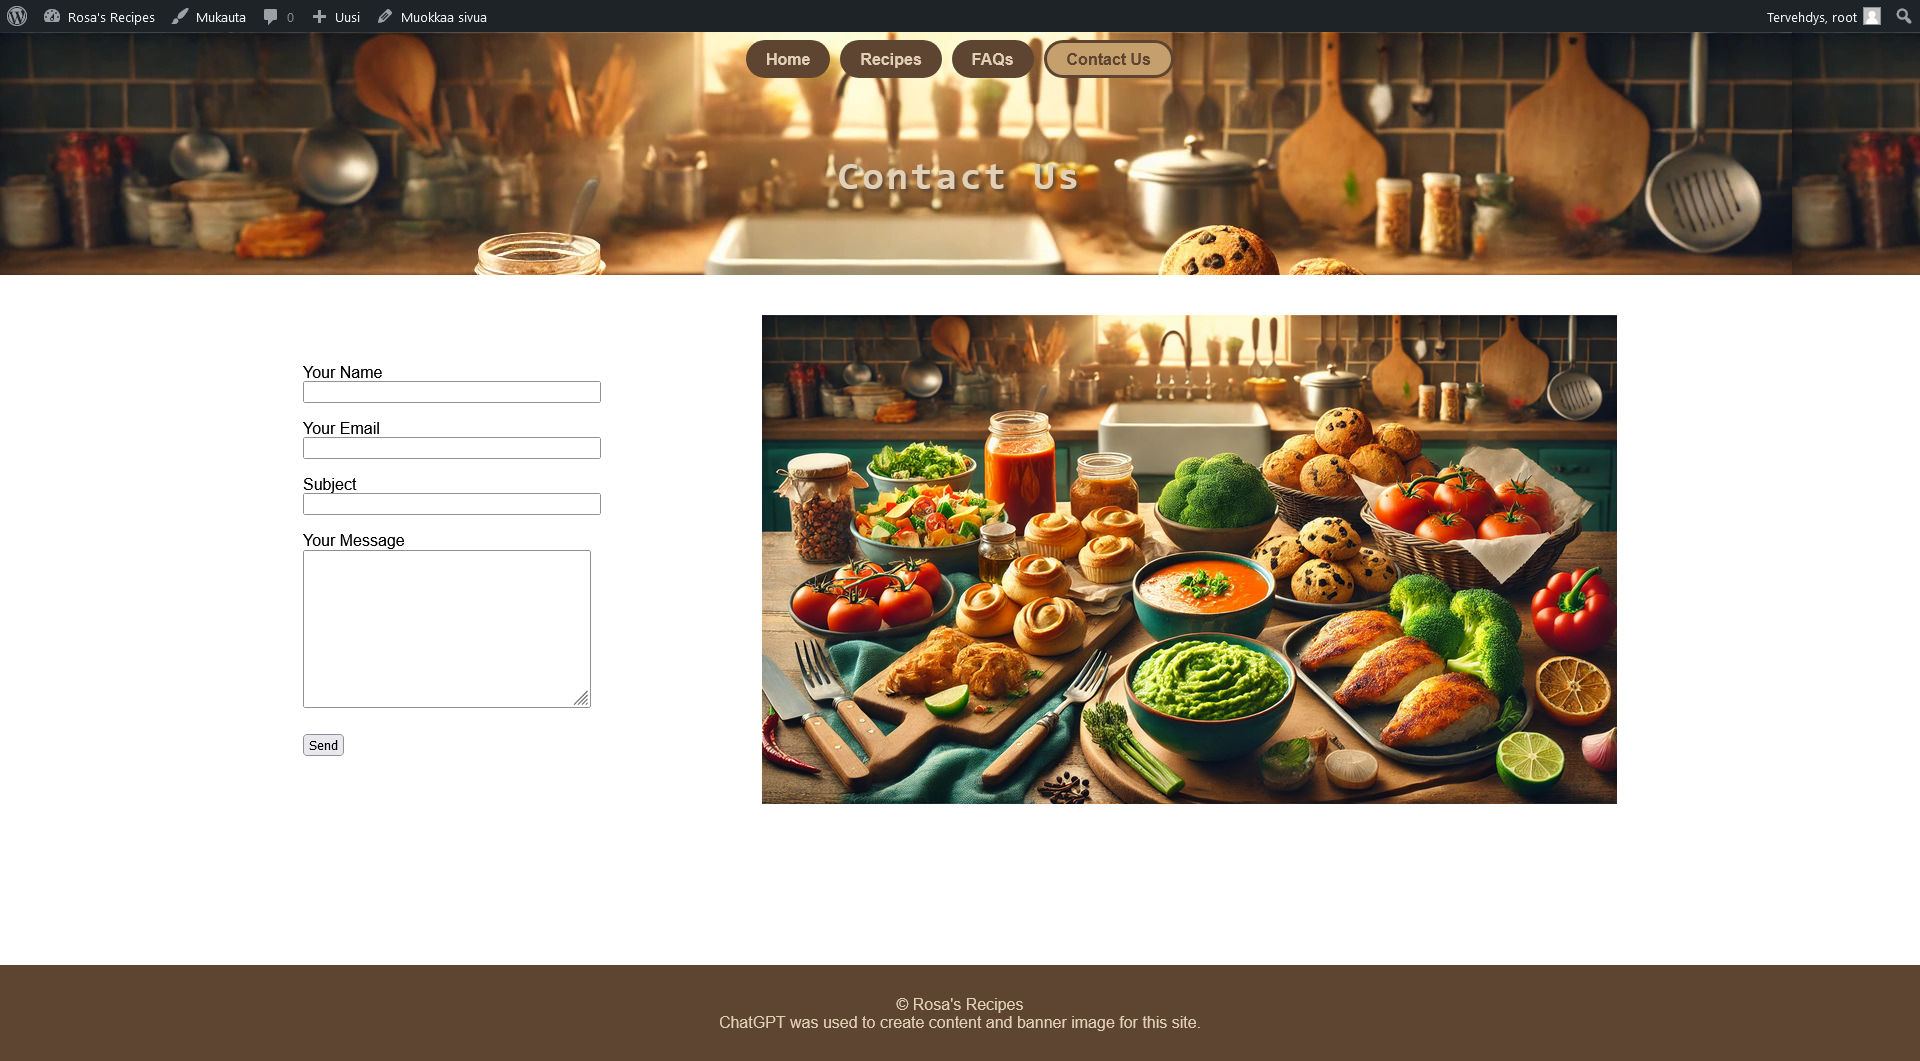 Rosa's Recipes Mukauta 0 Uusi Muokkaa sivua Tervehdys, root
Home Recipes FAQs Contact Us
Contact Us
Your Name
Your Email
Subject
Your Message
Send
© Rosa's Recipes
ChatGPT was used to create content and banner image for this site.